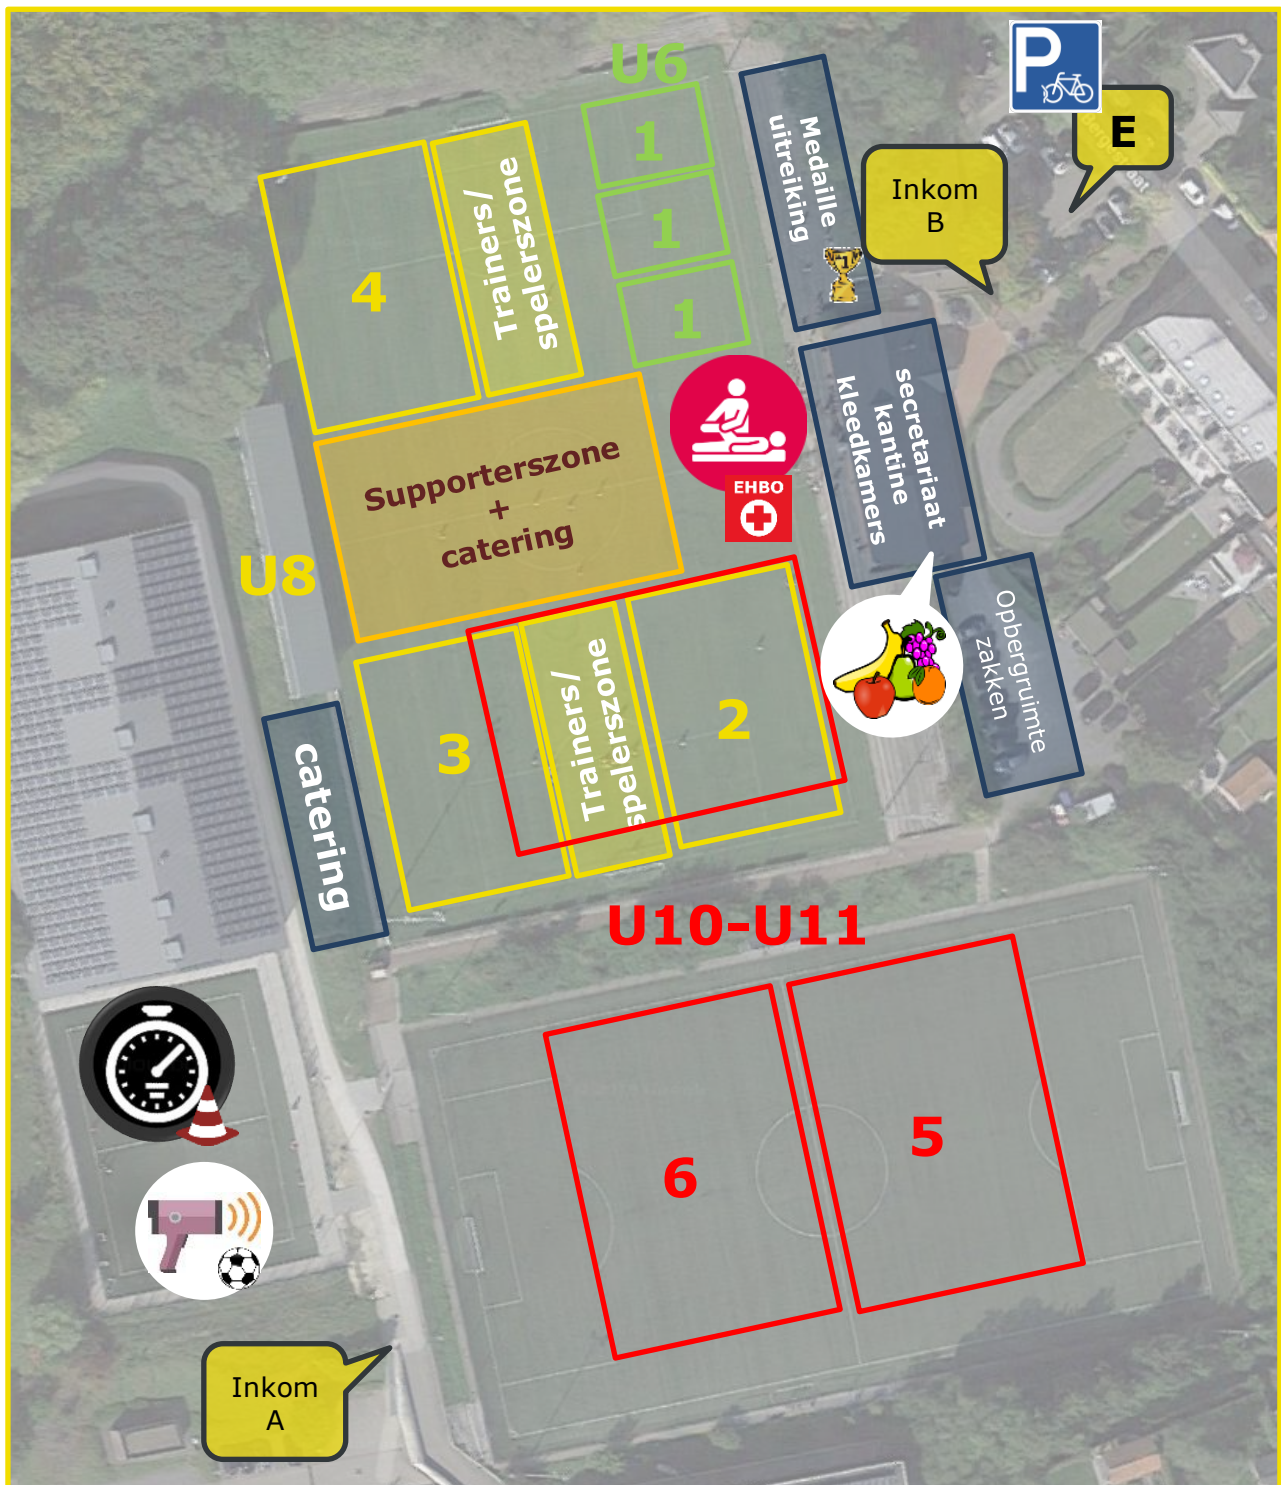 U6
P
E
1
1
1
Medaille
uitreiking
1
Inkom
B
4
Trainers/
spelerszone
Supporterszone
+
catering
EHBO
secretariaat
kantine
kleedkamers
U8
Opbergruimte
zakken
3
Trainers/
spelerszone
2
catering
U10-U11
6
5
Inkom
A